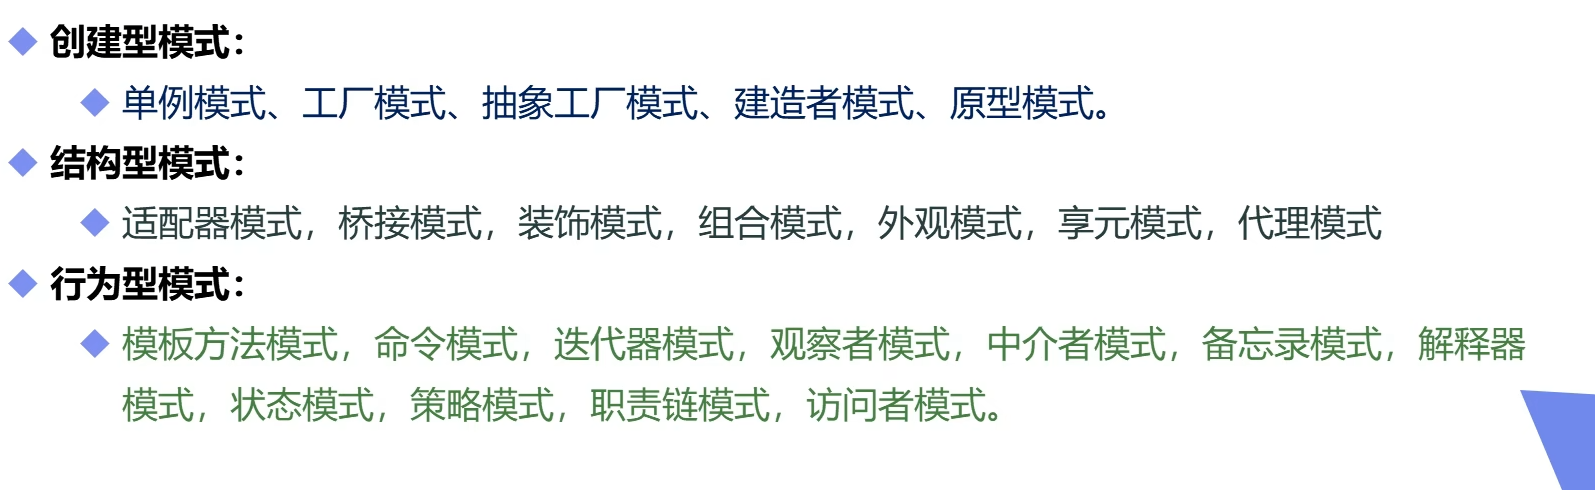 创建型模式：
单例模式、工厂模式、抽象工厂模式、建造者模式、原型模式。
结构型模式：
适配器模式，桥接模式，装饰模式，组合模式，外观模式，享元模式，代理模式
行为型模式：
模板方法模式，命令模式，迭代器模式，观察者模式，中介者模式，备忘录模式，解释器
模式，状态模式，策略模式，职责链模式，访问者模式。